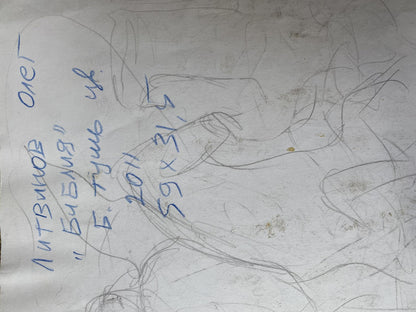 Литвинов Олег
"Библия"
Б. тушь цв.
2011
59 x 31,5